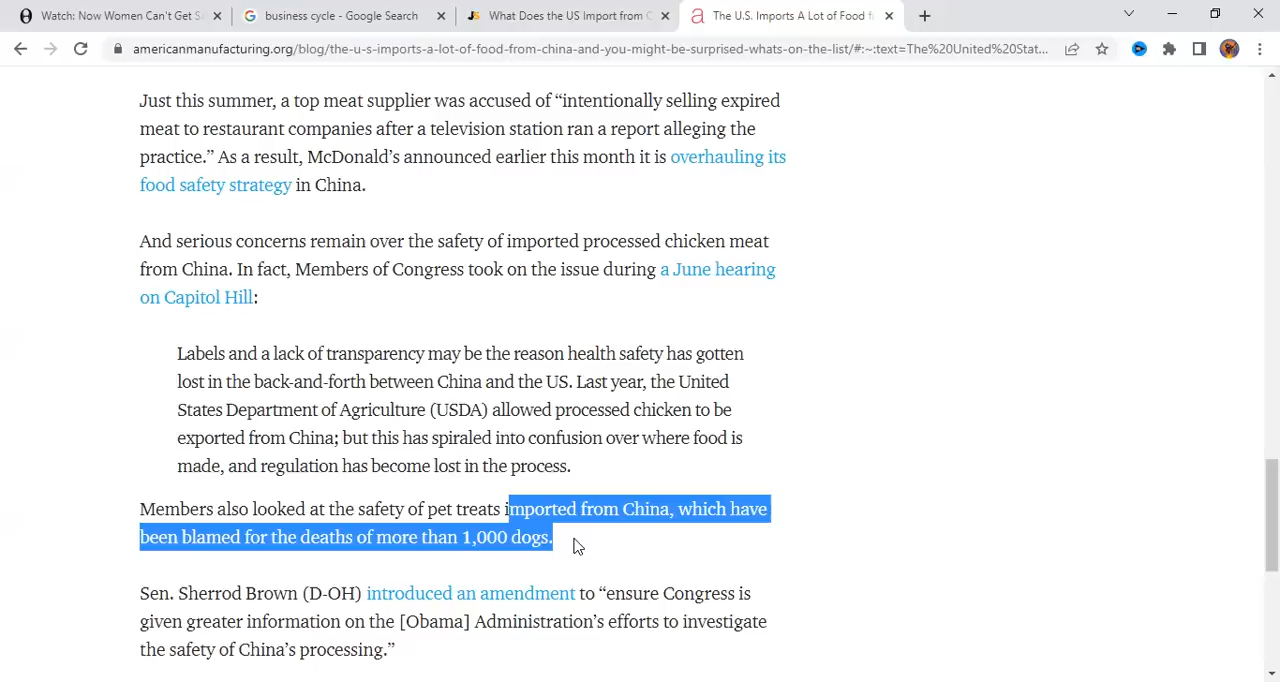 Watch: Now Women Can't Get S
business cycle - Google Search
What Does the US Import from C
The U.S. Imports A Lot of Food f
americanmanufacturing.org/blog/the-u-s-imports-a-lot-of-food-from-china-and-you-might-be-surprised-whats-on-the-list/#:~:text=The%20United%20Stat...
Just this summer, a top meat supplier was accused of “intentionally selling expired
meat to restaurant companies after a television station ran a report alleging the
practice.” As a result, McDonald’s announced earlier this month it is overhauling its
food safety strategy in China.
And serious concerns remain over the safety of imported processed chicken meat
from China. In fact, Members of Congress took on the issue during a June hearing
on Capitol Hill:
Labels and a lack of transparency may be the reason health safety has gotten
lost in the back-and-forth between China and the US. Last year, the United
States Department of Agriculture (USDA) allowed processed chicken to be
exported from China; but this has spiraled into confusion over where food is
made, and regulation has become lost in the process.
Members also looked at the safety of pet treats imported from China, which have
been blamed for the deaths of more than 1,000 dogs.
Sen. Sherrod Brown (D-OH) introduced an amendment to “ensure Congress is
given greater information on the [Obama] Administration’s efforts to investigate
the safety of China’s processing.”